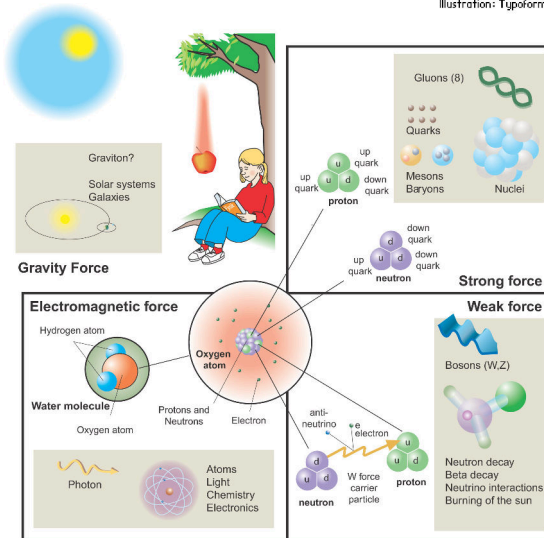 Illustration: Typoform
Graviton?
Solar systems
Galaxies
Gravity Force
Gluons (8)
Quarks
Mesons
Baryons
Nuclei
up
quark
up
quark
down
quark
u
u
d
proton
down
quark
up
quark
down
quark
d
u
d
neutron
Strong force
Electromagnetic force
Hydrogen atom
Water molecule
Oxygen atom
Oxygen
atom
Protons and
Neutrons
Electron
Photon
Atoms
Light
Chemistry
Electronics
Weak force
Bosons (W,Z)
anti-
neutrino
e
electron
d
u
d
neutron
W force
carrier
particle
u
u
d
proton
Neutron decay
Beta decay
Neutrino interactions
Burning of the sun